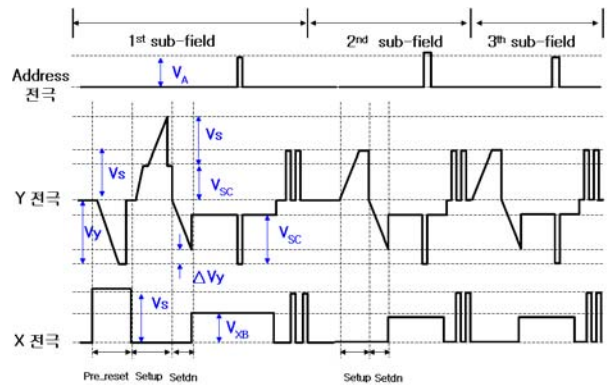 1st sub-field 2nd sub-field 3th sub-field
Address
전극
VA
Vs
Vs
VSC
Y 전극
Vy
VSC
ΔVy
Vs
VXB
X 전극
Pre_reset Setup Setdn Setup Setdn